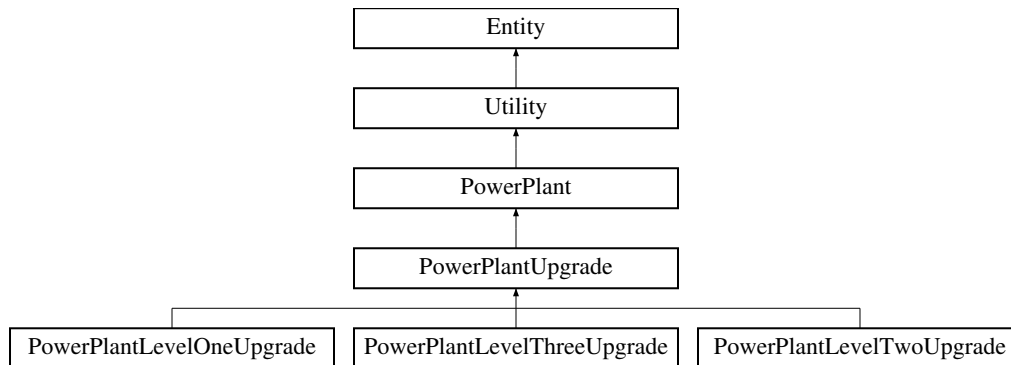 Entity
Utility
PowerPlant
PowerPlantUpgrade
PowerPlantLevelOneUpgrade PowerPlantLevelThreeUpgrade PowerPlantLevelTwoUpgrade